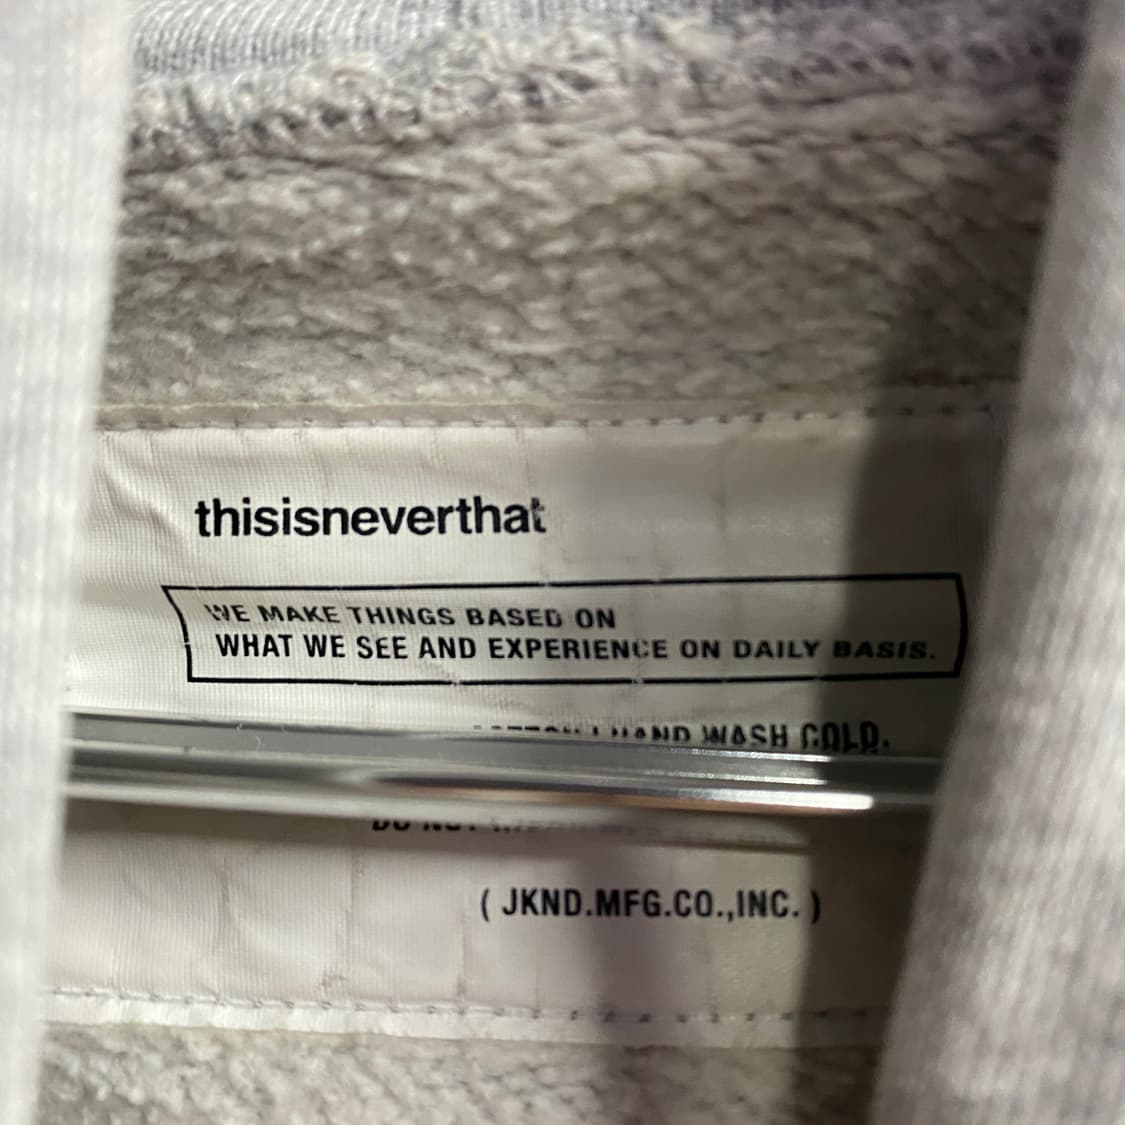 thisisneverthat
WE MAKE THINGS BASED ON
WHAT WE SEE AND EXPERIENCE ON DAILY BASIS.
HAND WASH COLD.
( JKND.MFG.CO.,INC. )